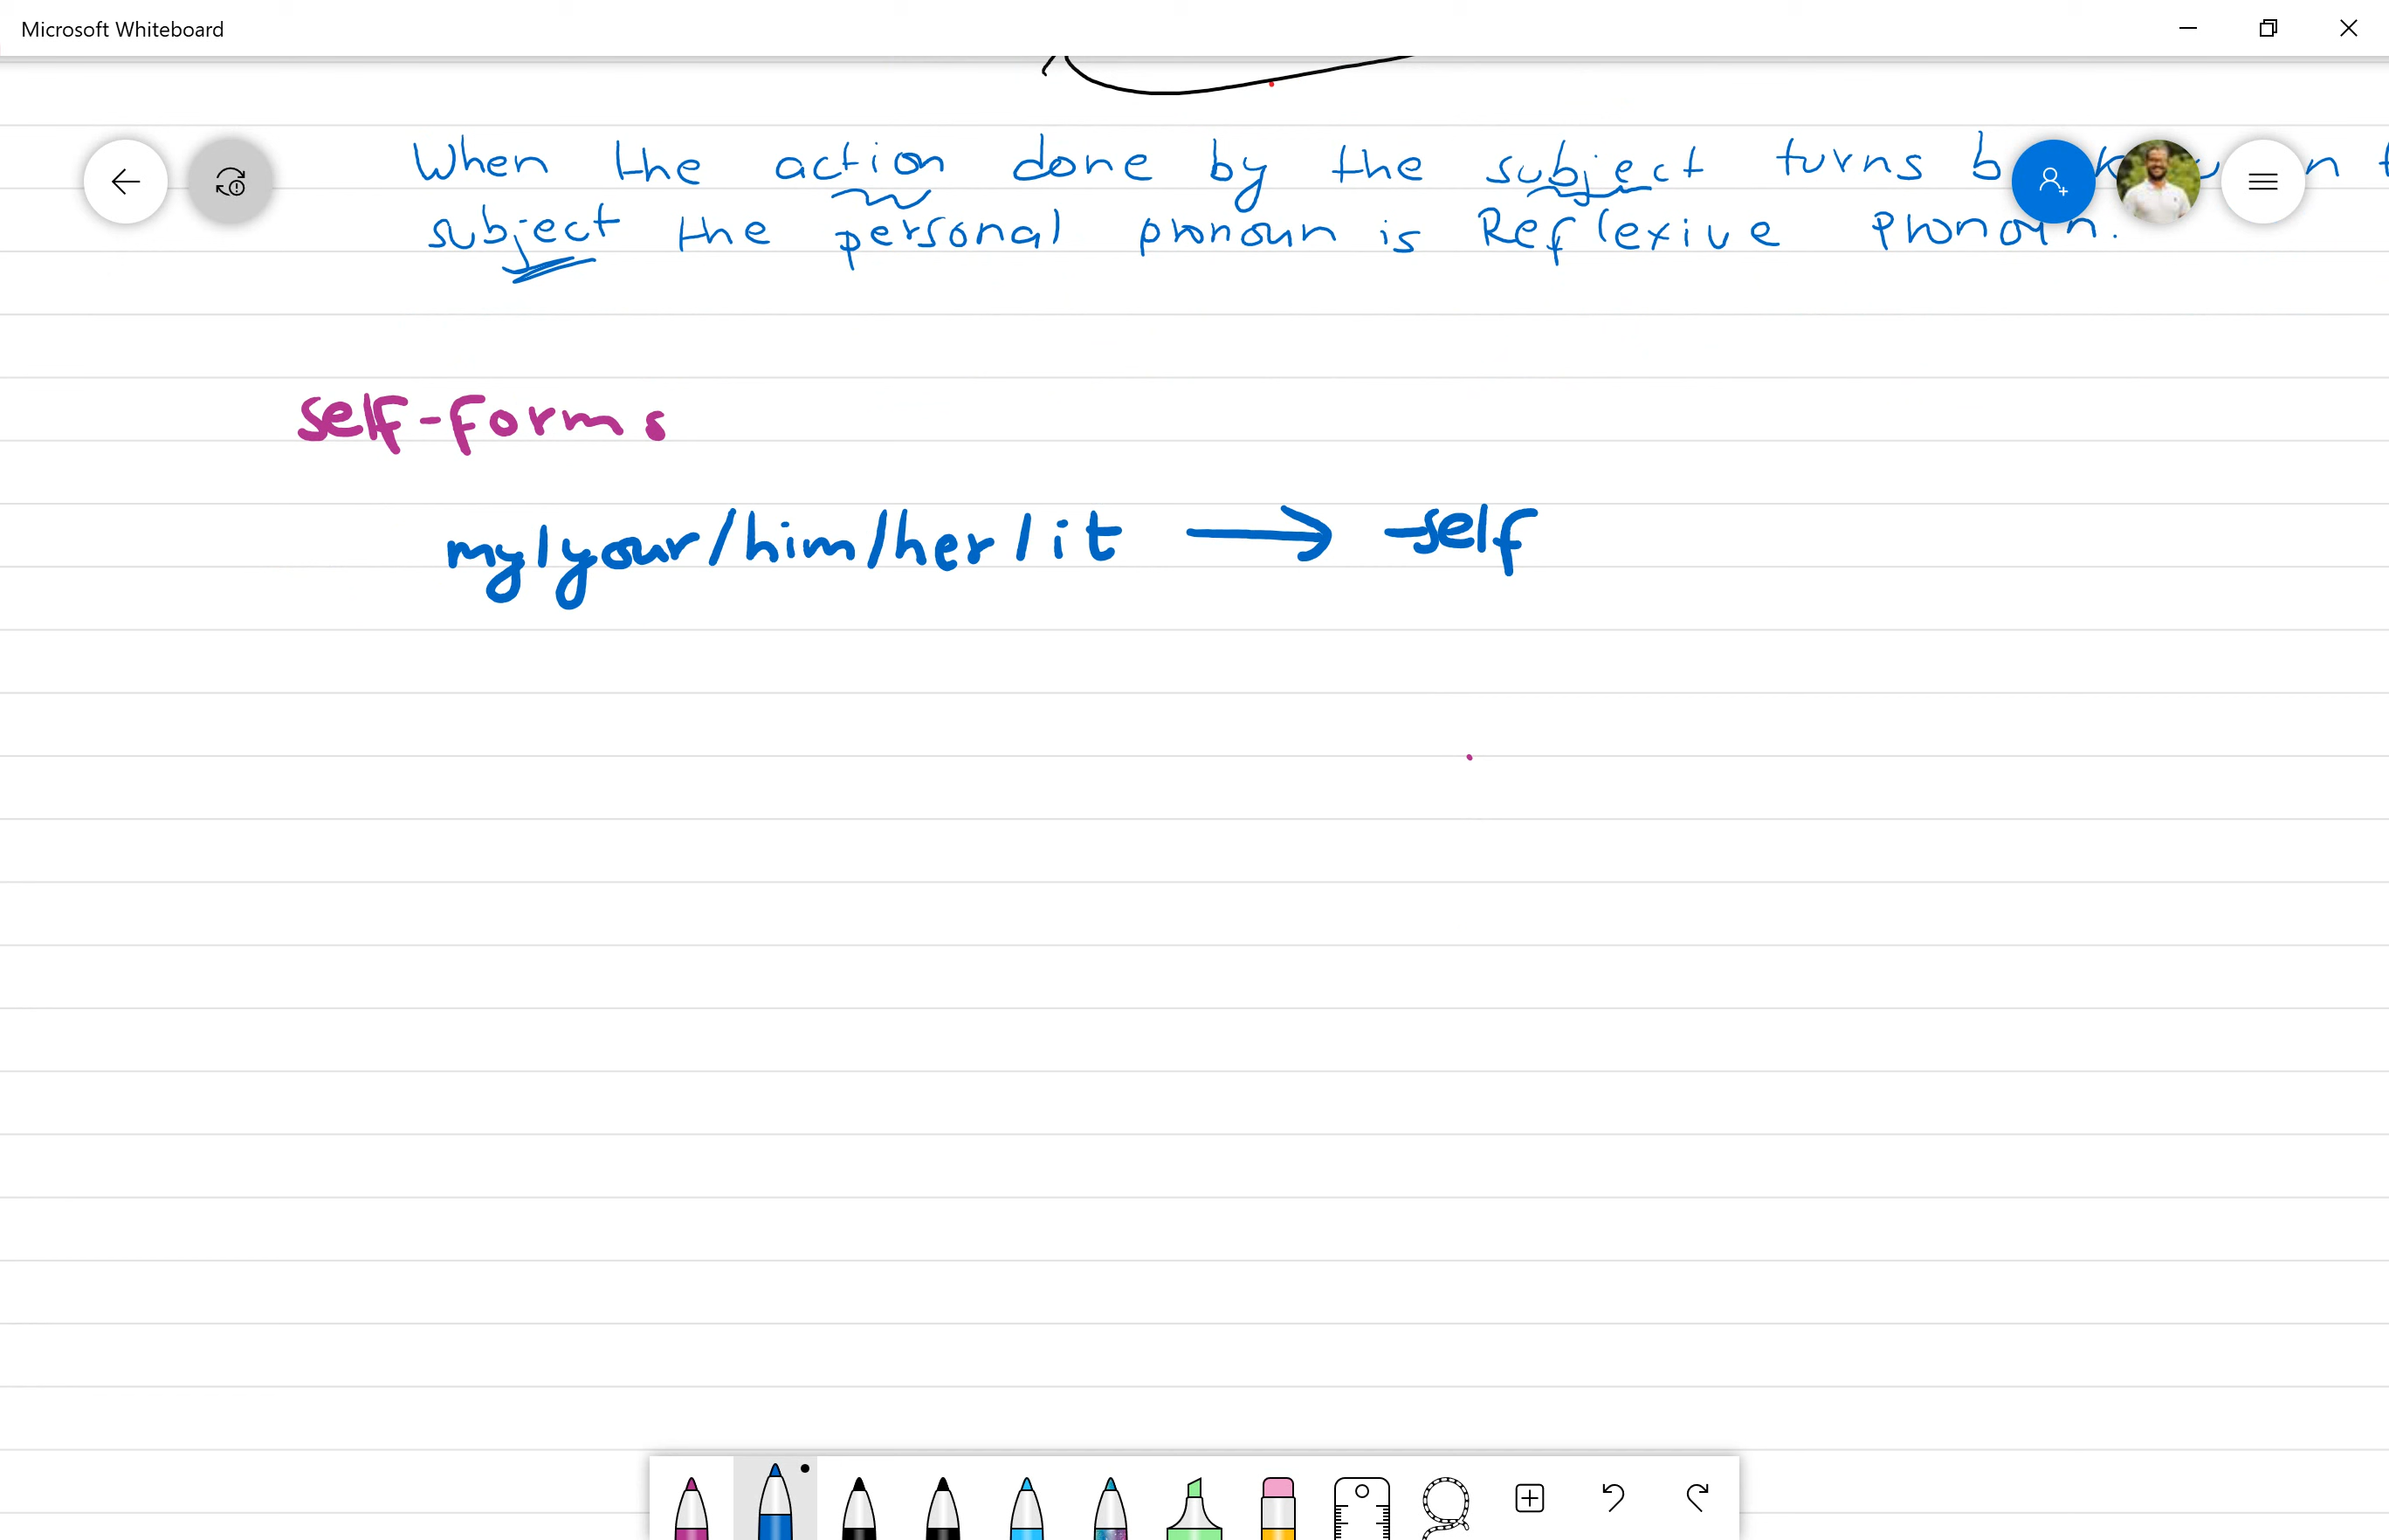 Microsoft Whiteboard
When the action done by the subject turns
subject the personal pronoun is Reflexive Pronoun.
self-forms
my/your/him/her/it → -self